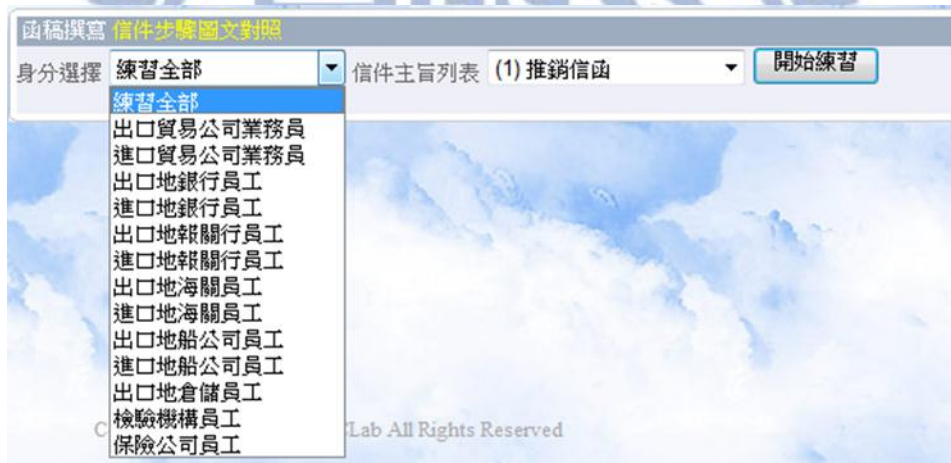 函稿撰寫 信件步驟圖文對照
身分選擇 練習全部 信件主旨列表 (1) 推銷信函 開始練習
練習全部
出口貿易公司業務員
進口貿易公司業務員
出口地銀行員工
進口地銀行員工
出口地報關行員工
進口地報關行員工
出口地海關員工
進口地海關員工
出口地船公司員工
進口地船公司員工
出口地倉儲員工
檢驗機構員工
保險公司員工
C Lab All Rights Reserved